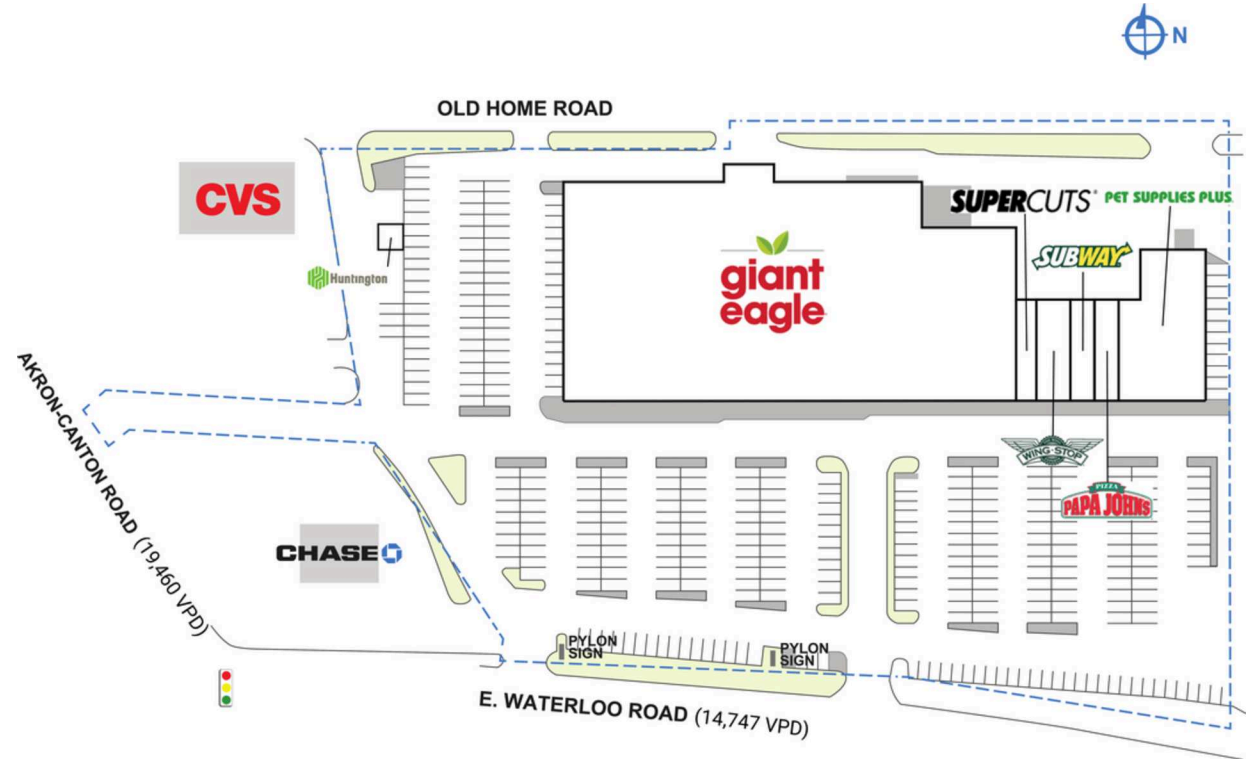 N
OLD HOME ROAD
CVS
SUPERCUTS®
PET SUPPLIES PLUS
SUBWAY
Huntington
giant
eagle
AKRON-CANTON ROAD (19,460 VPD)
WING·STOP
PIZZA
PAPA JOHNS
CHASE
PYLON
SIGN
PYLON
SIGN
E. WATERLOO ROAD (14,747 VPD)